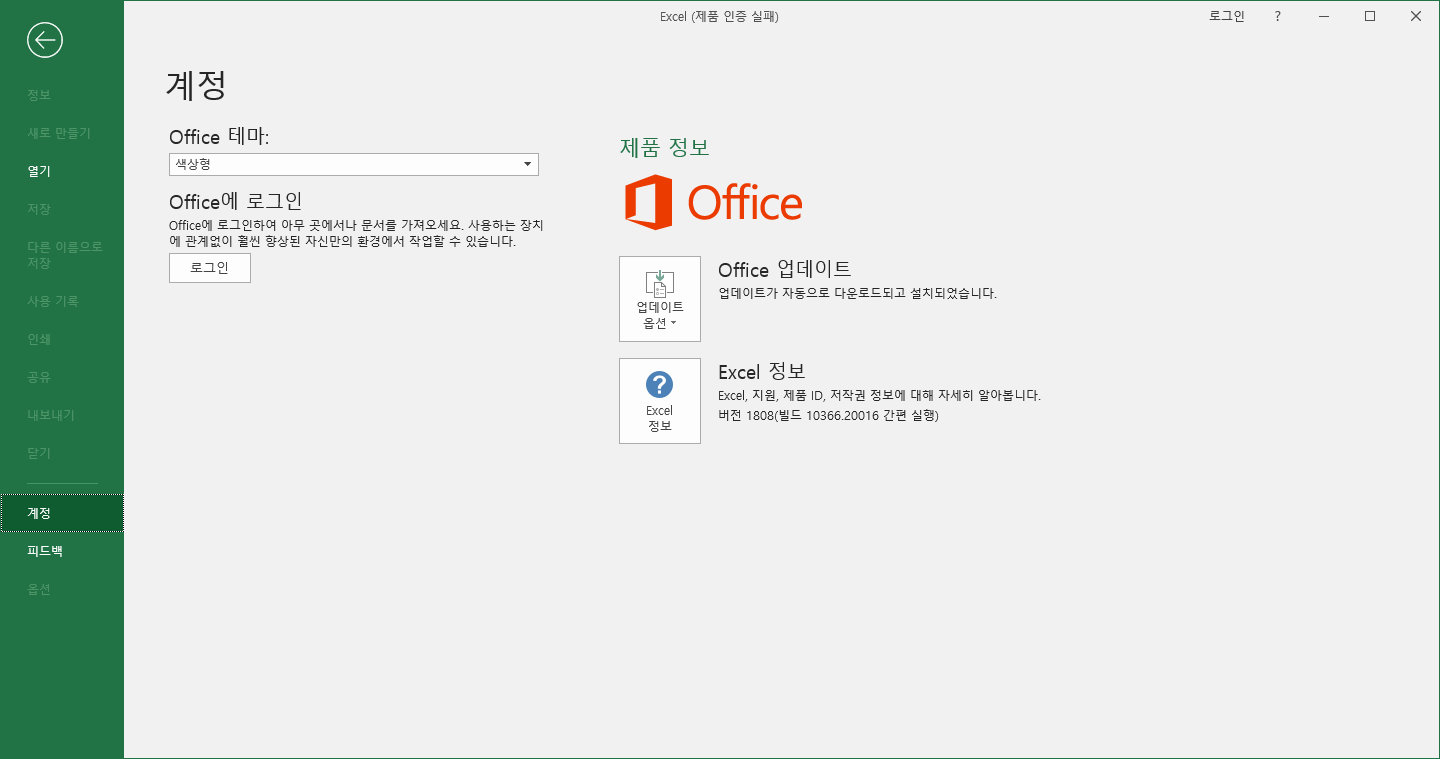 Excel (제품 인증 실패)
로그인
?
정보
새로 만들기
열기
저장
다른 이름으로
저장
사용 기록
인쇄
공유
내보내기
닫기
계정
피드백
옵션
계정
Office 테마:
색상형
Office에 로그인
Office에 로그인하여 아무 곳에서나 문서를 가져오세요. 사용하는 장치
에 관계없이 훨씬 향상된 자신만의 환경에서 작업할 수 있습니다.
로그인
제품 정보
Office
업데이트
옵션
Office 업데이트
업데이트가 자동으로 다운로드되고 설치되었습니다.
?
Excel
정보
Excel 정보
Excel, 지원, 제품 ID, 저작권 정보에 대해 자세히 알아봅니다.
버전 1808(빌드 10366.20016 간편 실행)